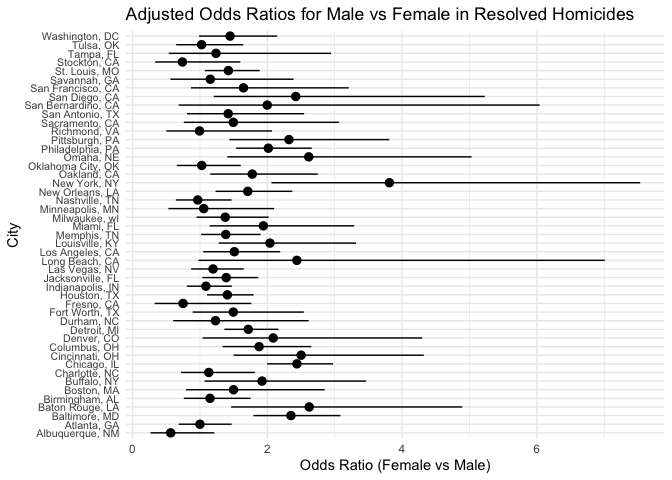 Adjusted Odds Ratios for Male vs Female in Resolved Homicides
City
Washington, DC
Tulsa, OK
Tampa, FL
Stockton, CA
St. Louis, MO
Savannah, GA
San Francisco, CA
San Diego, CA
San Bernardino, CA
San Antonio, TX
Sacramento, CA
Richmond, VA
Pittsburgh, PA
Philadelphia, PA
Omaha, NE
Oklahoma City, OK
Oakland, CA
New York, NY
New Orleans, LA
Nashville, TN
Minneapolis, MN
Milwaukee, wI
Miami, FL
Memphis, TN
Louisville, KY
Los Angeles, CA
Long Beach, CA
Las Vegas, NV
Jacksonville, FL
Indianapolis, IN
Houston, TX
Fresno, CA
Fort Worth, TX
Durham, NC
Detroit, MI
Denver, CO
Columbus, OH
Cincinnati, OH
Chicago, IL
Charlotte, NC
Buffalo, NY
Boston, MA
Birmingham, AL
Baton Rouge, LA
Baltimore, MD
Atlanta, GA
Albuquerque, NM
0 2 4 6
Odds Ratio (Female vs Male)